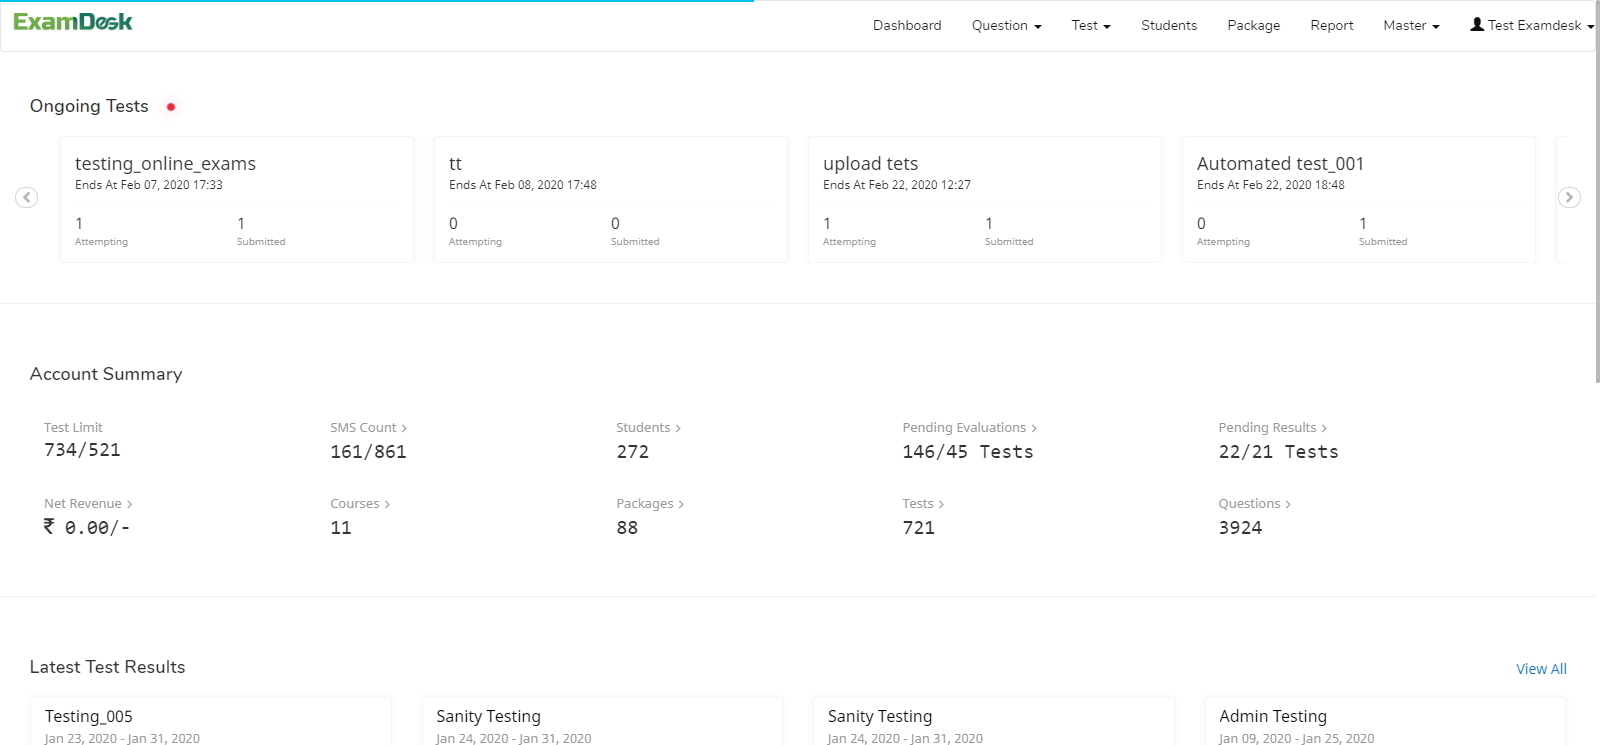 ExamDesk
Dashboard Question Test Students Package Report Master Test Examdesk
Ongoing Tests
testing_online_exams
Ends At Feb 07, 2020 17:33
1 1
Attempting Submitted
tt
Ends At Feb 08, 2020 17:48
0 0
Attempting Submitted
upload tets
Ends At Feb 22, 2020 12:27
1 1
Attempting Submitted
Automated test_001
Ends At Feb 22, 2020 18:48
0 1
Attempting Submitted
Account Summary
Test Limit
734/521
SMS Count
161/861
Students
272
Pending Evaluations
146/45 Tests
Pending Results
22/21 Tests
Net Revenue
₹ 0.00/-
Courses
11
Packages
88
Tests
721
Questions
3924
Latest Test Results
View All
Testing_005
Jan 23, 2020 - Jan 31, 2020
Sanity Testing
Jan 24, 2020 - Jan 31, 2020
Sanity Testing
Jan 24, 2020 - Jan 31, 2020
Admin Testing
Jan 09, 2020 - Jan 25, 2020